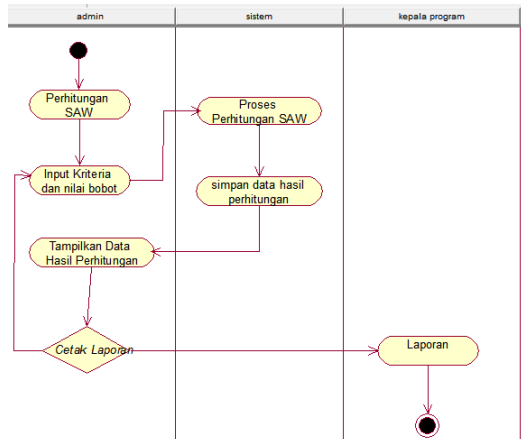 admin
sistem
kepala program
Perhitungan
SAW
Proses
Perhitungan SAW
Input Kriteria
dan nilai bobot
simpan data hasil
perhitungan
Tampilkan Data
Hasil Perhitungan
Cetak Laporan
Laporan